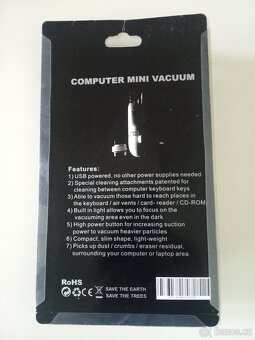 COMPUTER MINI VACUUM
Features:
1) USB powered, no other power supplies needed
2) Special cleaning attachments patented for
cleaning between computer keyboard keys
3) Able to vacuum those hard to reach places in
the keyboard / air vents / card- reader / CD-ROM
4) Built in light allows you to focus on the
vacuuming area even in the dark
5) High power button for increasing suction
power to vacuum heavier particles
6) Compact, slim shape, light-weight
7) Picks up dust / crumbs / eraser residual,
surrounding your computer or laptop area
RoHS
CE
SAVE THE EARTH
SAVE THE TREES